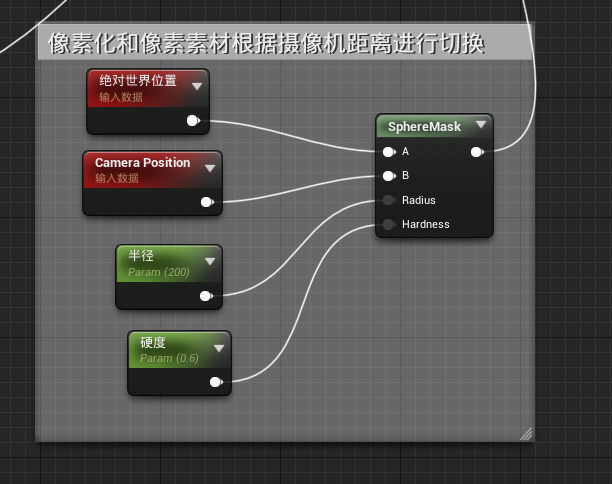 像素化和像素素材根据摄像机距离进行切换
绝对世界位置
输入数据
Camera Position
输入数据
半径
Param (200)
硬度
Param (0.6)
SphereMask
A
B
Radius
Hardness